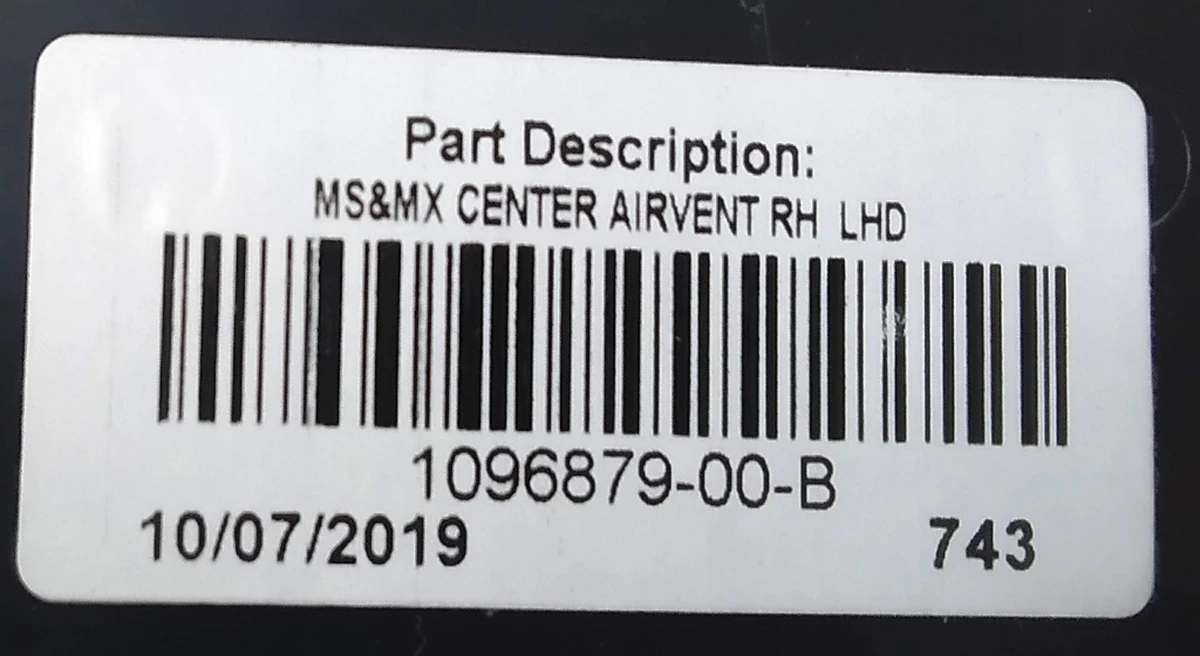 Part Description:
MS&MX CENTER AIRVENT RH LHD
1096879-00-B
10/07/2019 743